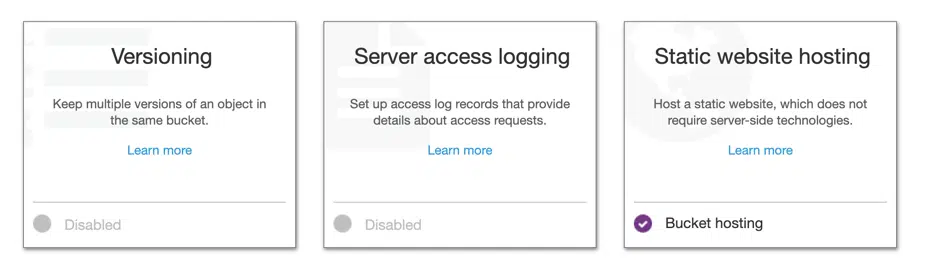 Versioning
Keep multiple versions of an object in
the same bucket.
Learn more
Disabled
Server access logging
Set up access log records that provide
details about access requests.
Learn more
Disabled
Static website hosting
Host a static website, which does not
require server-side technologies.
Learn more
Bucket hosting